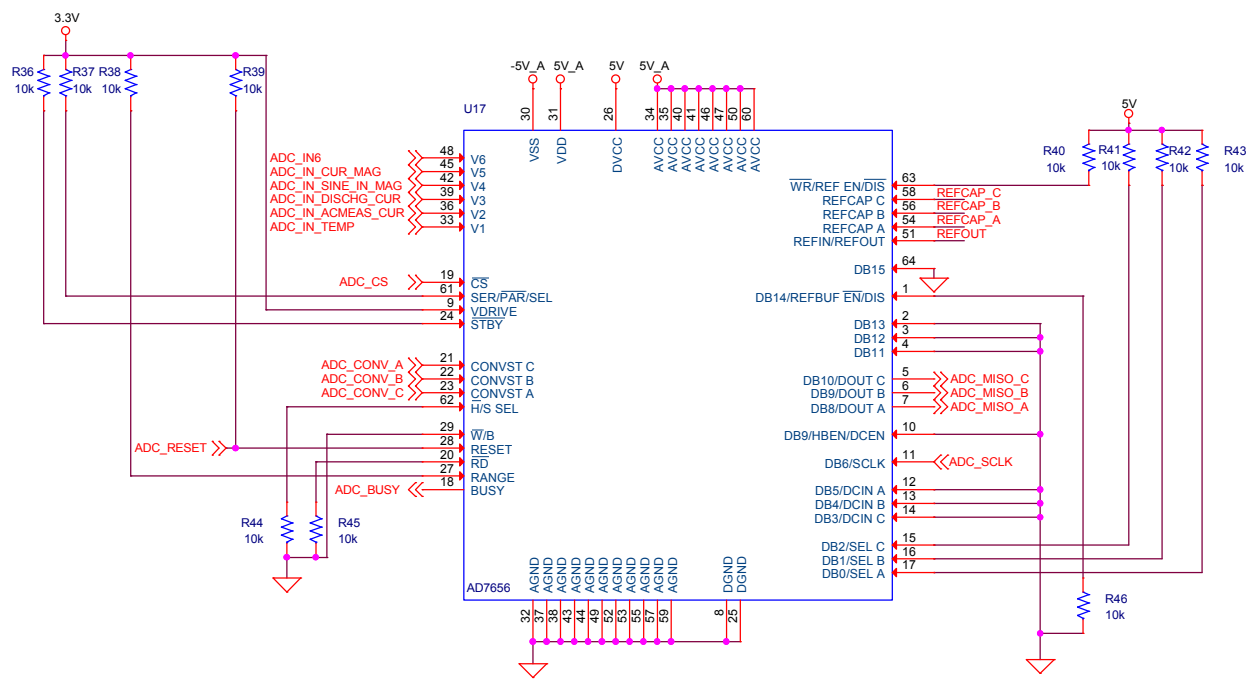 3.3V
R36
10k
R37
10k
R38
10k
R39
10k
-5V_A
5V_A
5V
5V_A
U17
30
31
26
34
35
40
41
46
47
50
60
VSS
VDD
DVCC
AVCC
AVCC
AVCC
AVCC
AVCC
AVCC
AVCC
AVCC
5V
R40
10k
R41
10k
R42
10k
R43
10k
ADC_IN6 48 V6
ADC_IN_CUR_MAG 45 V5
ADC_IN_SINE_IN_MAG 42 V4
ADC_IN_DISCHG_CUR 39 V3
ADC_IN_ACMEAS_CUR 36 V2
ADC_IN_TEMP 33 V1
ADC_CS 19 CS
61 SER/PAR/SEL
9 VDRIVE
24 STBY
ADC_CONV_A 21 CONVST C
ADC_CONV_B 22 CONVST B
ADC_CONV_C 23 CONVST A
62 H/S SEL
29 W/B
ADC_RESET 28 RESET
20 RD
27 RANGE
ADC_BUSY 18 BUSY
R44
10k
R45
10k
WR/REF EN/DIS 63
REFCAP C 58 REFCAP_C
REFCAP B 56 REFCAP_B
REFCAP A 54 REFCAP_A
REFIN/REFOUT 51 REFOUT
DB15 64
DB14/REFBUF EN/DIS 1
DB13 2
DB12 3
DB11 4
DB10/DOUT C 5 ADC_MISO_C
DB9/DOUT B 6 ADC_MISO_B
DB8/DOUT A 7 ADC_MISO_A
DB9/HBEN/DCEN 10
DB6/SCLK 11 ADC_SCLK
DB5/DCIN A 12
DB4/DCIN B 13
DB3/DCIN C 14
DB2/SEL C 15
DB1/SEL B 16
DB0/SEL A 17
R46
10k
AD7656
AGND
AGND
AGND
AGND
AGND
AGND
AGND
AGND
AGND
AGND
AGND
DGND
DGND
32
37
38
43
44
49
52
53
55
57
59
8
25